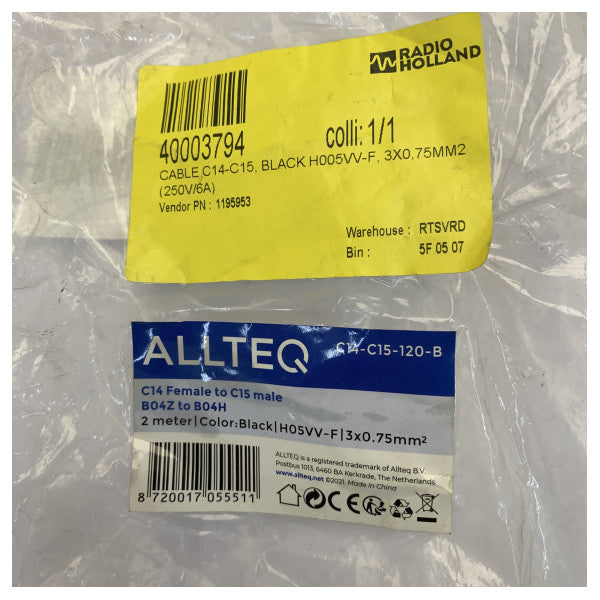 RADIO
HOLLAND
40003794
colli: 1/1
CABLE C14-C15, BLACK H005VV-F, 3X0,75MM2
(250V/6A)
Vendor PN : 1195953
Warehouse : RTSVRD
Bin : 5F 05 07
ALLTEQ
C14-C15-120-B
C14 Female to C15 male
B04Z to B04H
2 meter|Color:Black|H05VV-F|3x0.75mm²
ALLTEQ is a registered trademark of Allteq B.V.
Postbus 1013, 6460 BA Kerkrade, The Netherlands
www.allteq.net ©2021, Made in China
8 720017 055511
CE